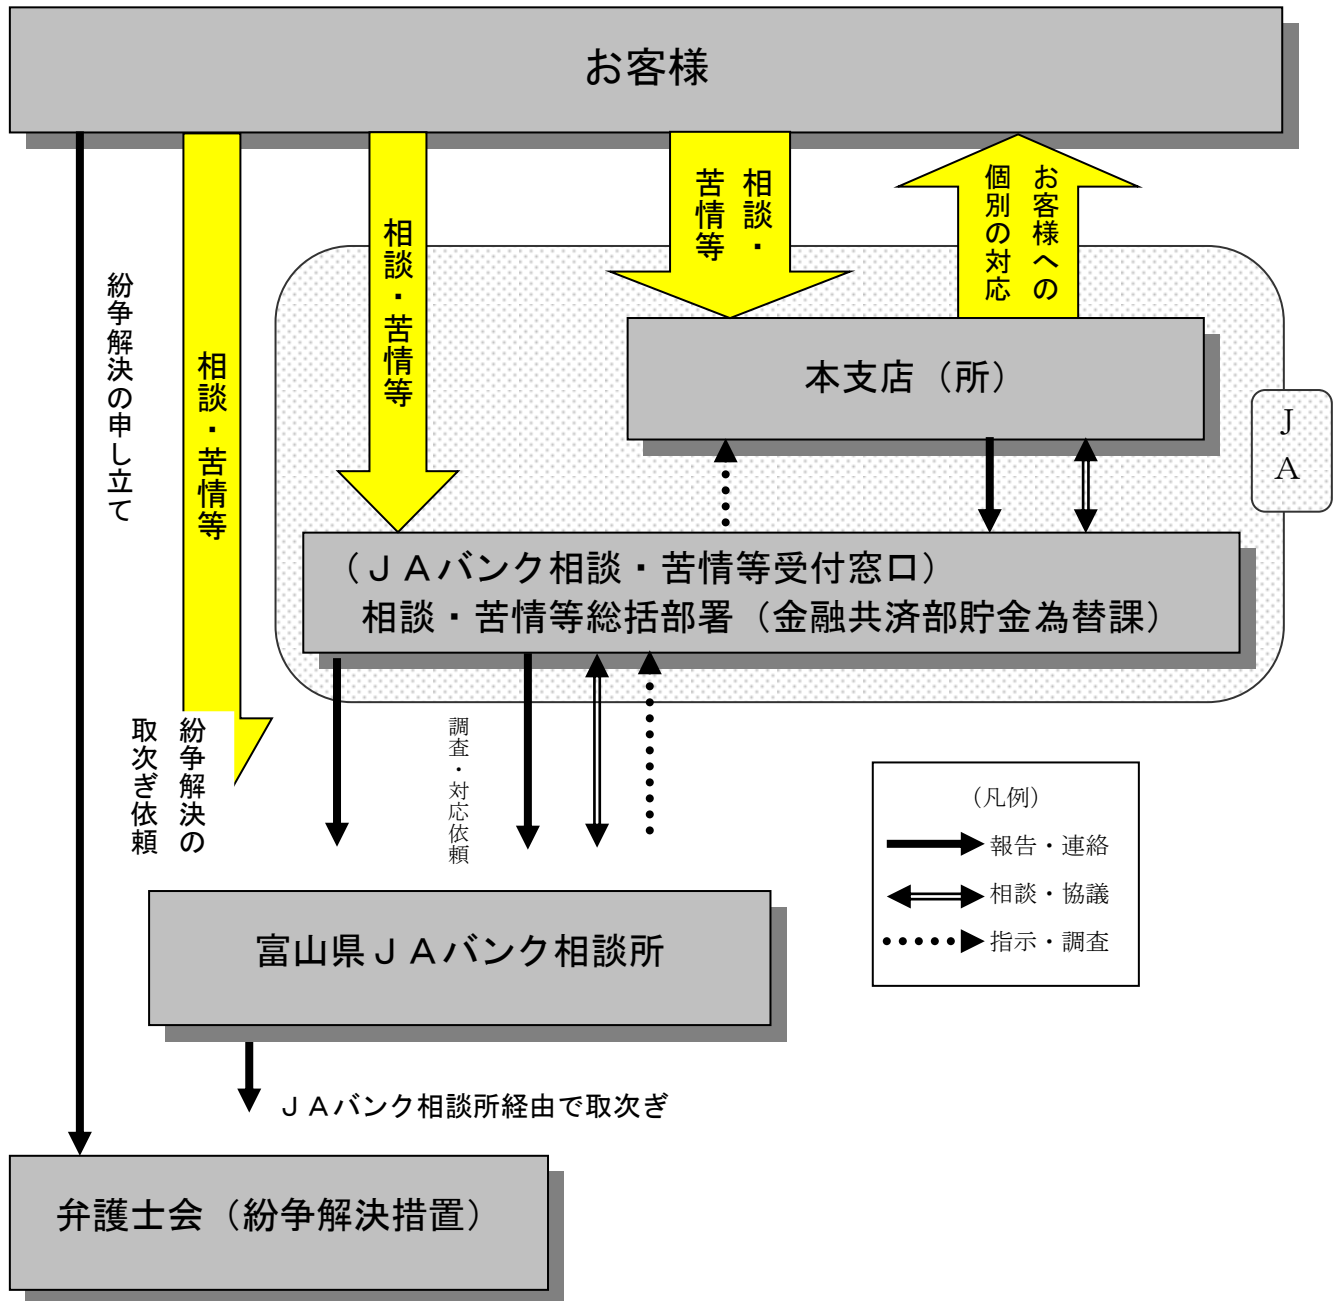 お客様
相談・
苦情等
お客様への
個別の対応
相談・苦情等
紛争解決の申し立て
相談・苦情等
本支店（所）
Ｊ
Ａ
（ＪＡバンク相談・苦情等受付窓口）
相談・苦情等総括部署（金融共済部貯金為替課）
紛争解決の
取次ぎ依頼
調査・対応依頼
（凡例）
報告・連絡
相談・協議
指示・調査
富山県ＪＡバンク相談所
ＪＡバンク相談所経由で取次ぎ
弁護士会（紛争解決措置）